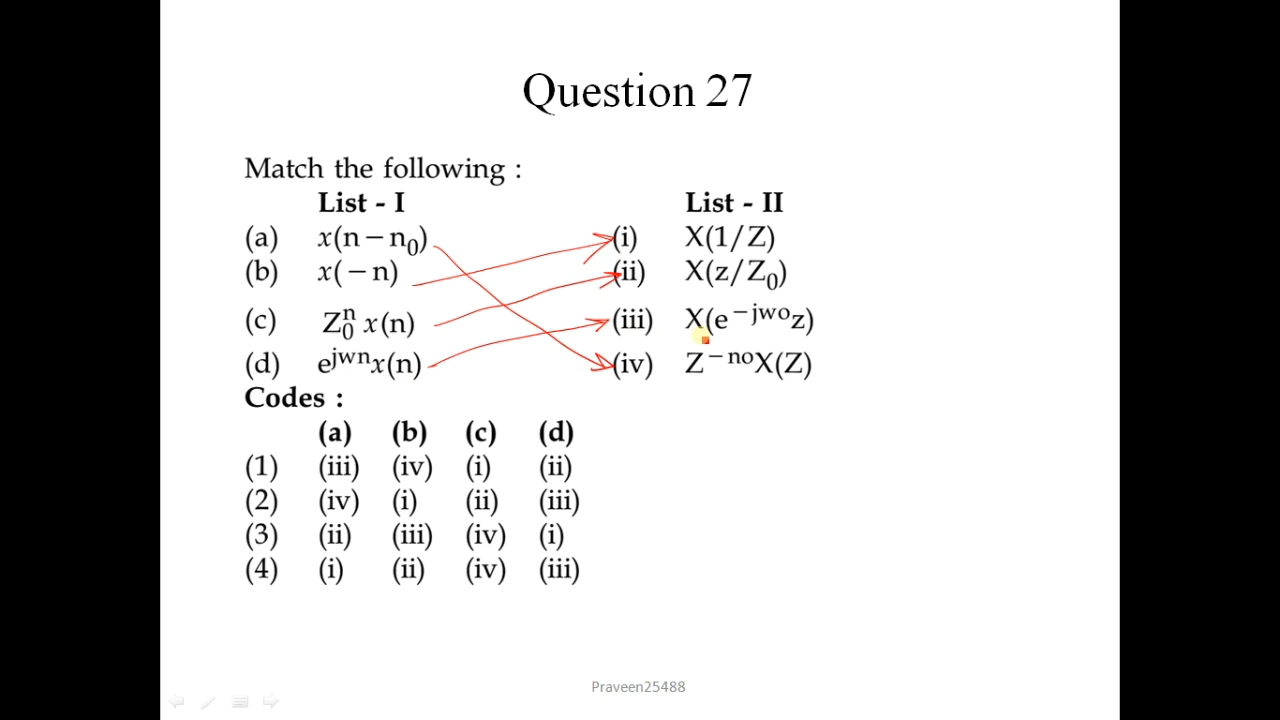 Question 27
Match the following :
List - I List - II
(a) x(n−n₀) (i) X(1/Z)
(b) x(−n) (ii) X(z/Z₀)
(c) Z₀ⁿ x(n) (iii) X(e⁻ʲʷᵒz)
(d) eʲʷⁿx(n) (iv) Z⁻ⁿᵒX(Z)
Codes :
(a) (b) (c) (d)
(1) (iii) (iv) (i) (ii)
(2) (iv) (i) (ii) (iii)
(3) (ii) (iii) (iv) (i)
(4) (i) (ii) (iv) (iii)
Praveen25488